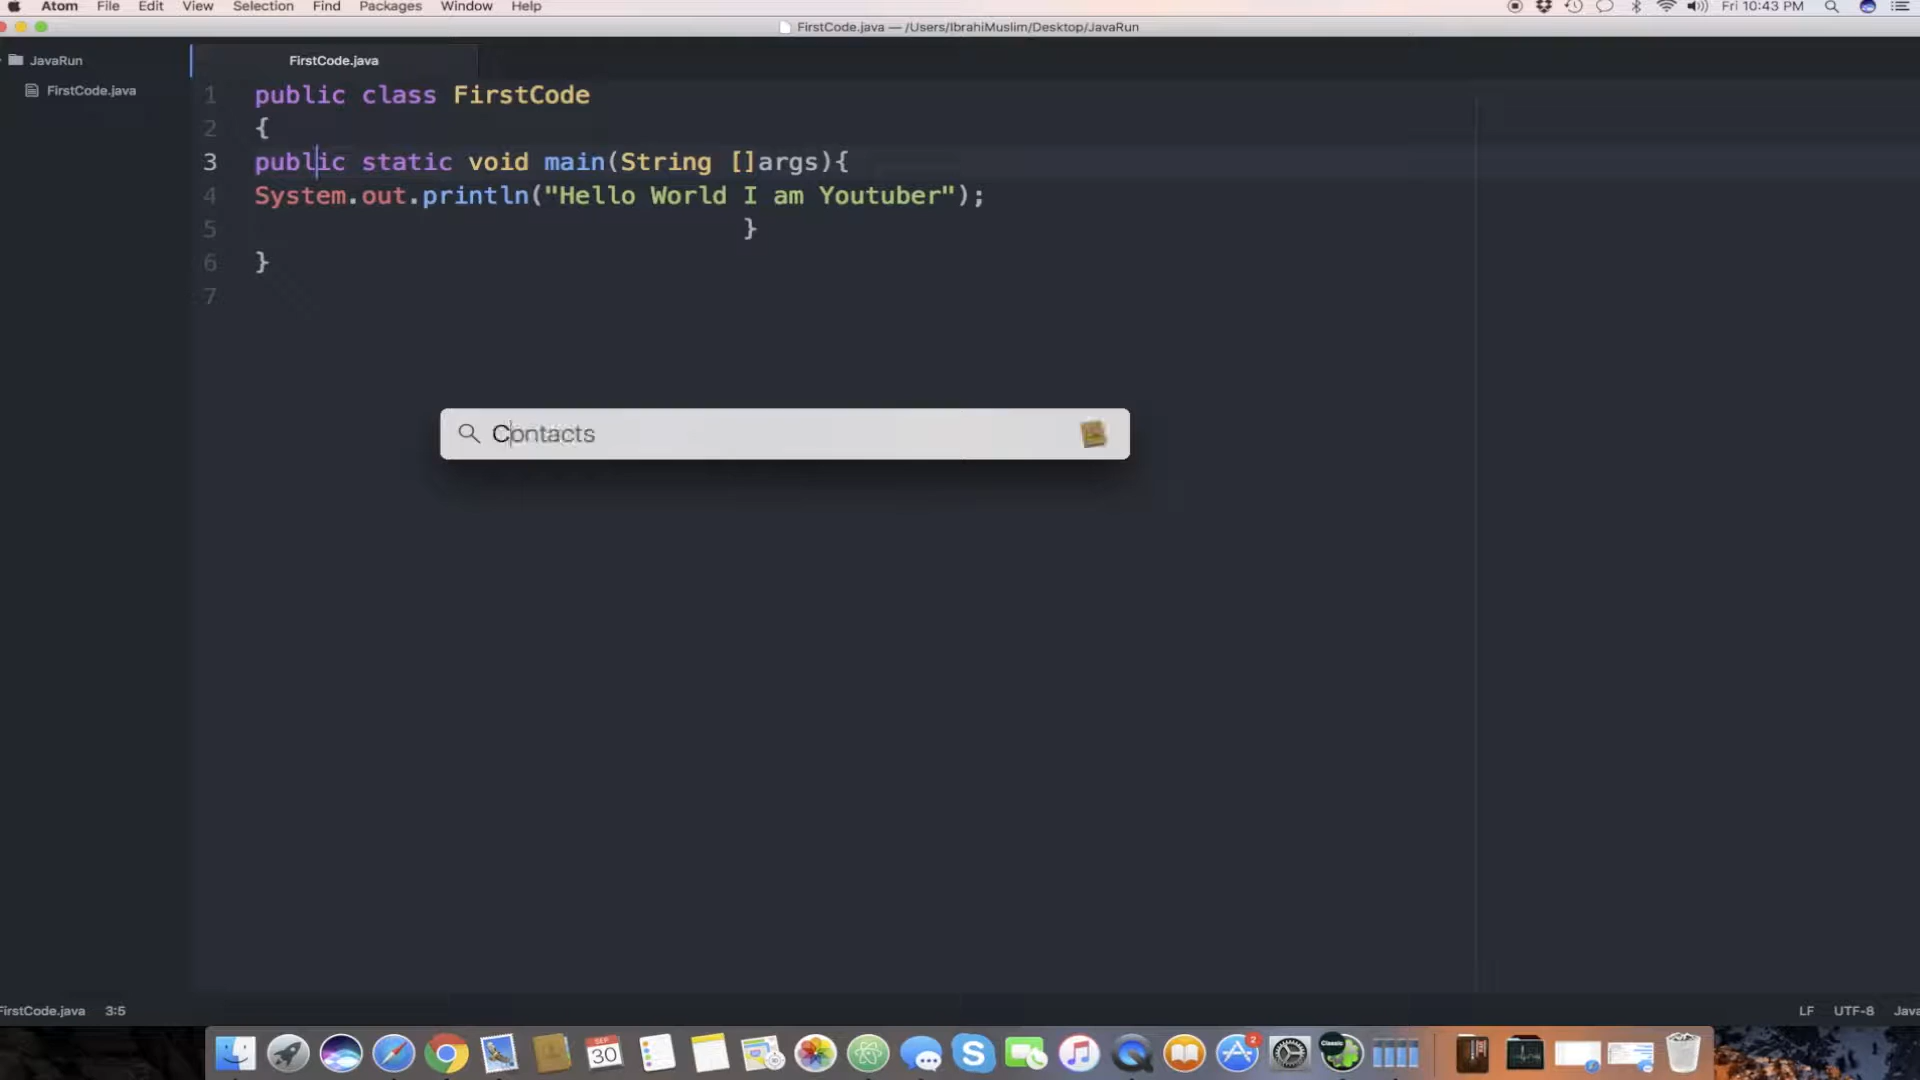 Atom File Edit View Selection Find Packages Window Help Fri 10:43 PM
FirstCode.java — /Users/IbrahiMuslim/Desktop/JavaRun
JavaRun
FirstCode.java
FirstCode.java
1 public class FirstCode
2 {
3 public static void main(String []args){
4 System.out.println("Hello World I am Youtuber");
5 }
6 }
7
Contacts
FirstCode.java 3:5 LF UTF-8 Java
SEP
30
2
Classic